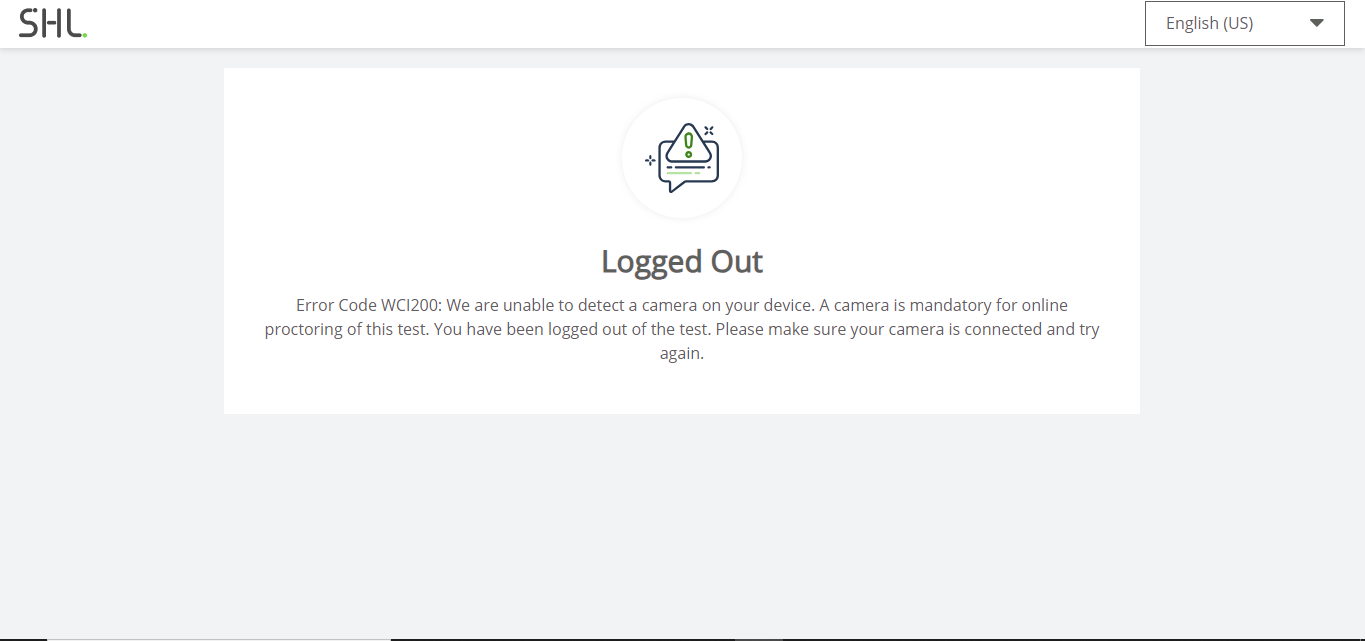 SHL.
English (US)
Logged Out
Error Code WCI200: We are unable to detect a camera on your device. A camera is mandatory for online
proctoring of this test. You have been logged out of the test. Please make sure your camera is connected and try
again.